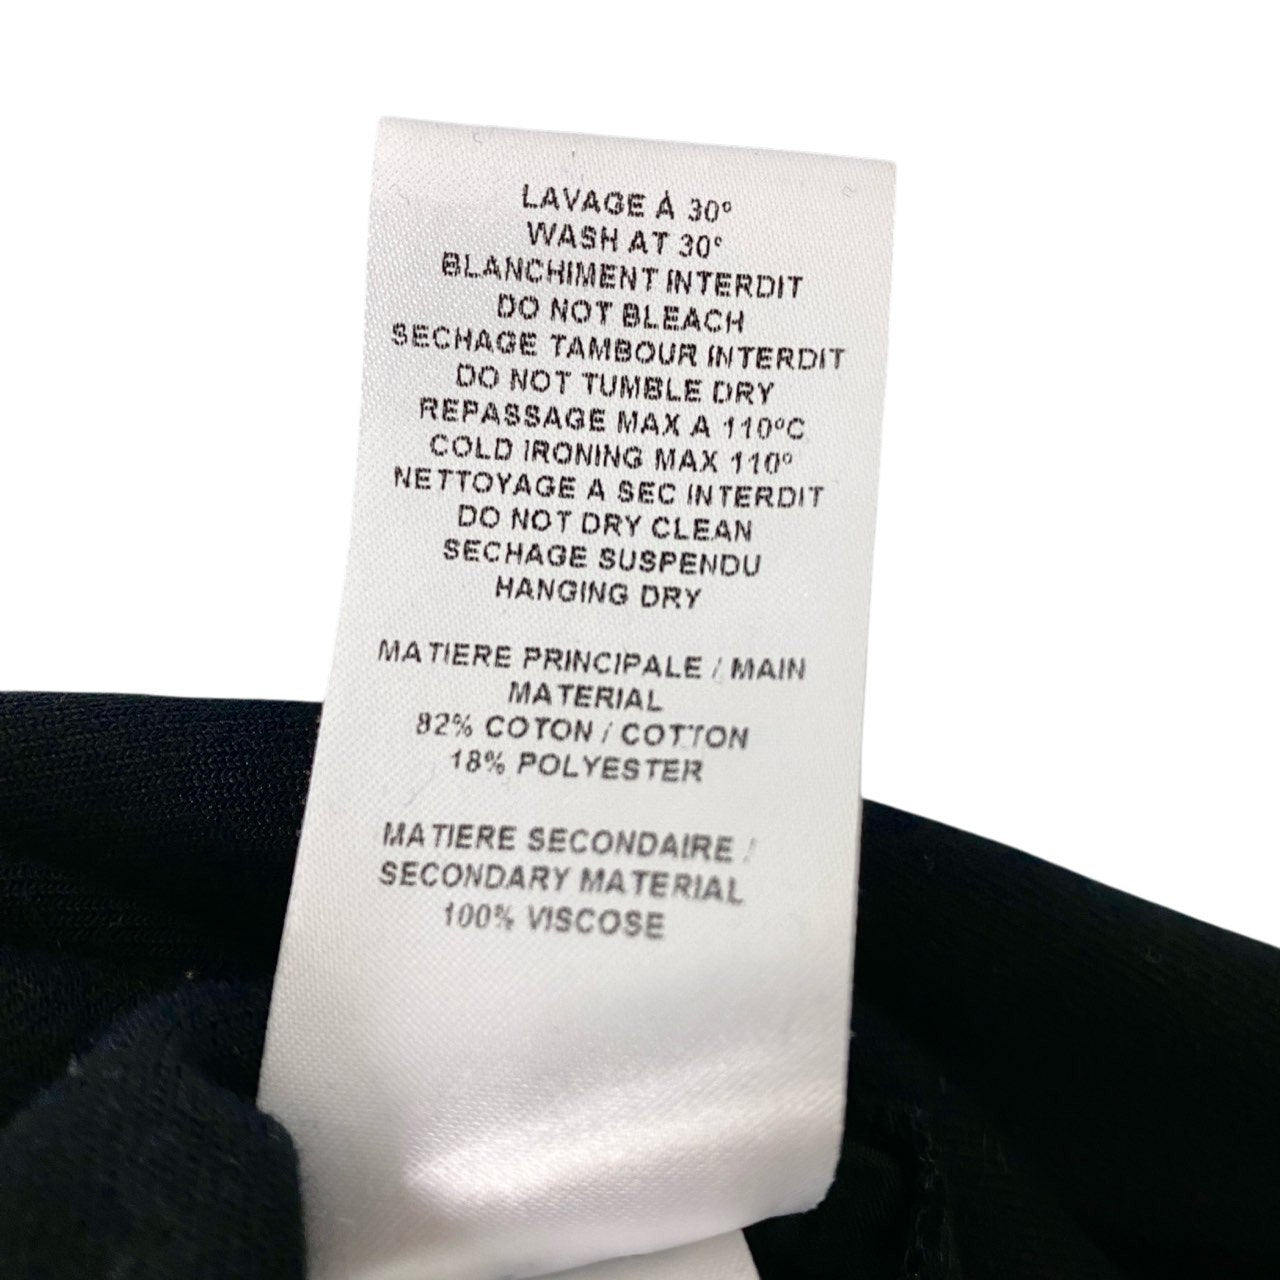 LAVAGE À 30°
WASH AT 30°
BLANCHIMENT INTERDIT
DO NOT BLEACH
SECHAGE TAMBOUR INTERDIT
DO NOT TUMBLE DRY
REPASSAGE MAX A 110°C
COLD IRONING MAX 110°
NETTOYAGE A SEC INTERDIT
DO NOT DRY CLEAN
SECHAGE SUSPENDU
HANGING DRY
MATIERE PRINCIPALE / MAIN
MATERIAL
82% COTON / COTTON
18% POLYESTER
MATIERE SECONDAIRE /
SECONDARY MATERIAL
100% VISCOSE